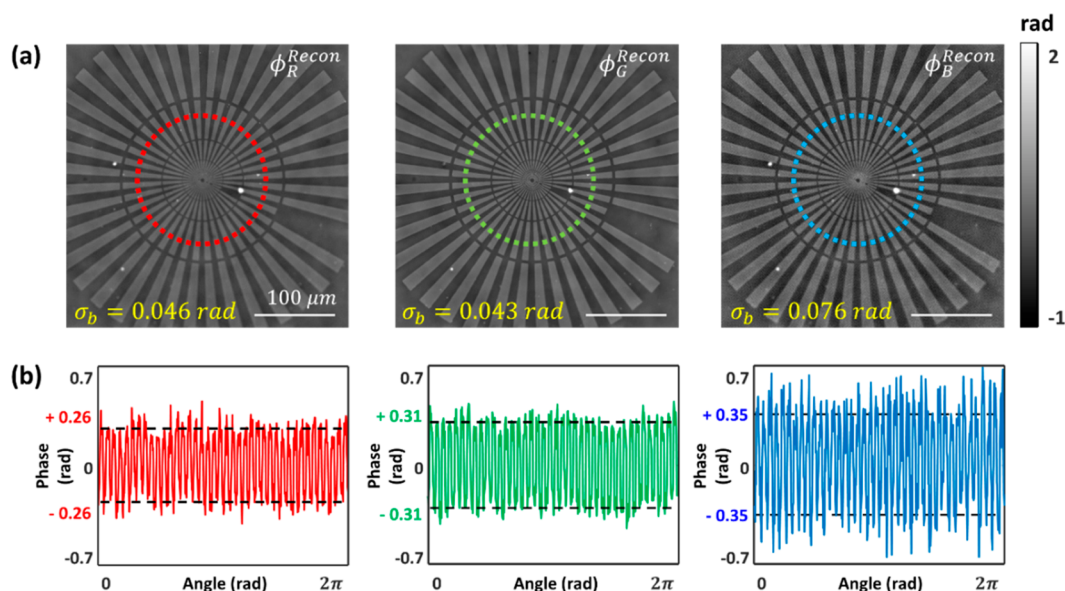 rad
(a)
ϕ_R^Recon
ϕ_G^Recon
ϕ_B^Recon
2
-1
σ_b = 0.046 rad
100 μm
σ_b = 0.043 rad
σ_b = 0.076 rad
(b)
0.7
+ 0.26
Phase (rad)
0
- 0.26
-0.7
0
Angle (rad)
2π
0.7
+ 0.31
Phase (rad)
0
- 0.31
-0.7
0
Angle (rad)
2π
0.7
+ 0.35
Phase (rad)
0
- 0.35
-0.7
0
Angle (rad)
2π